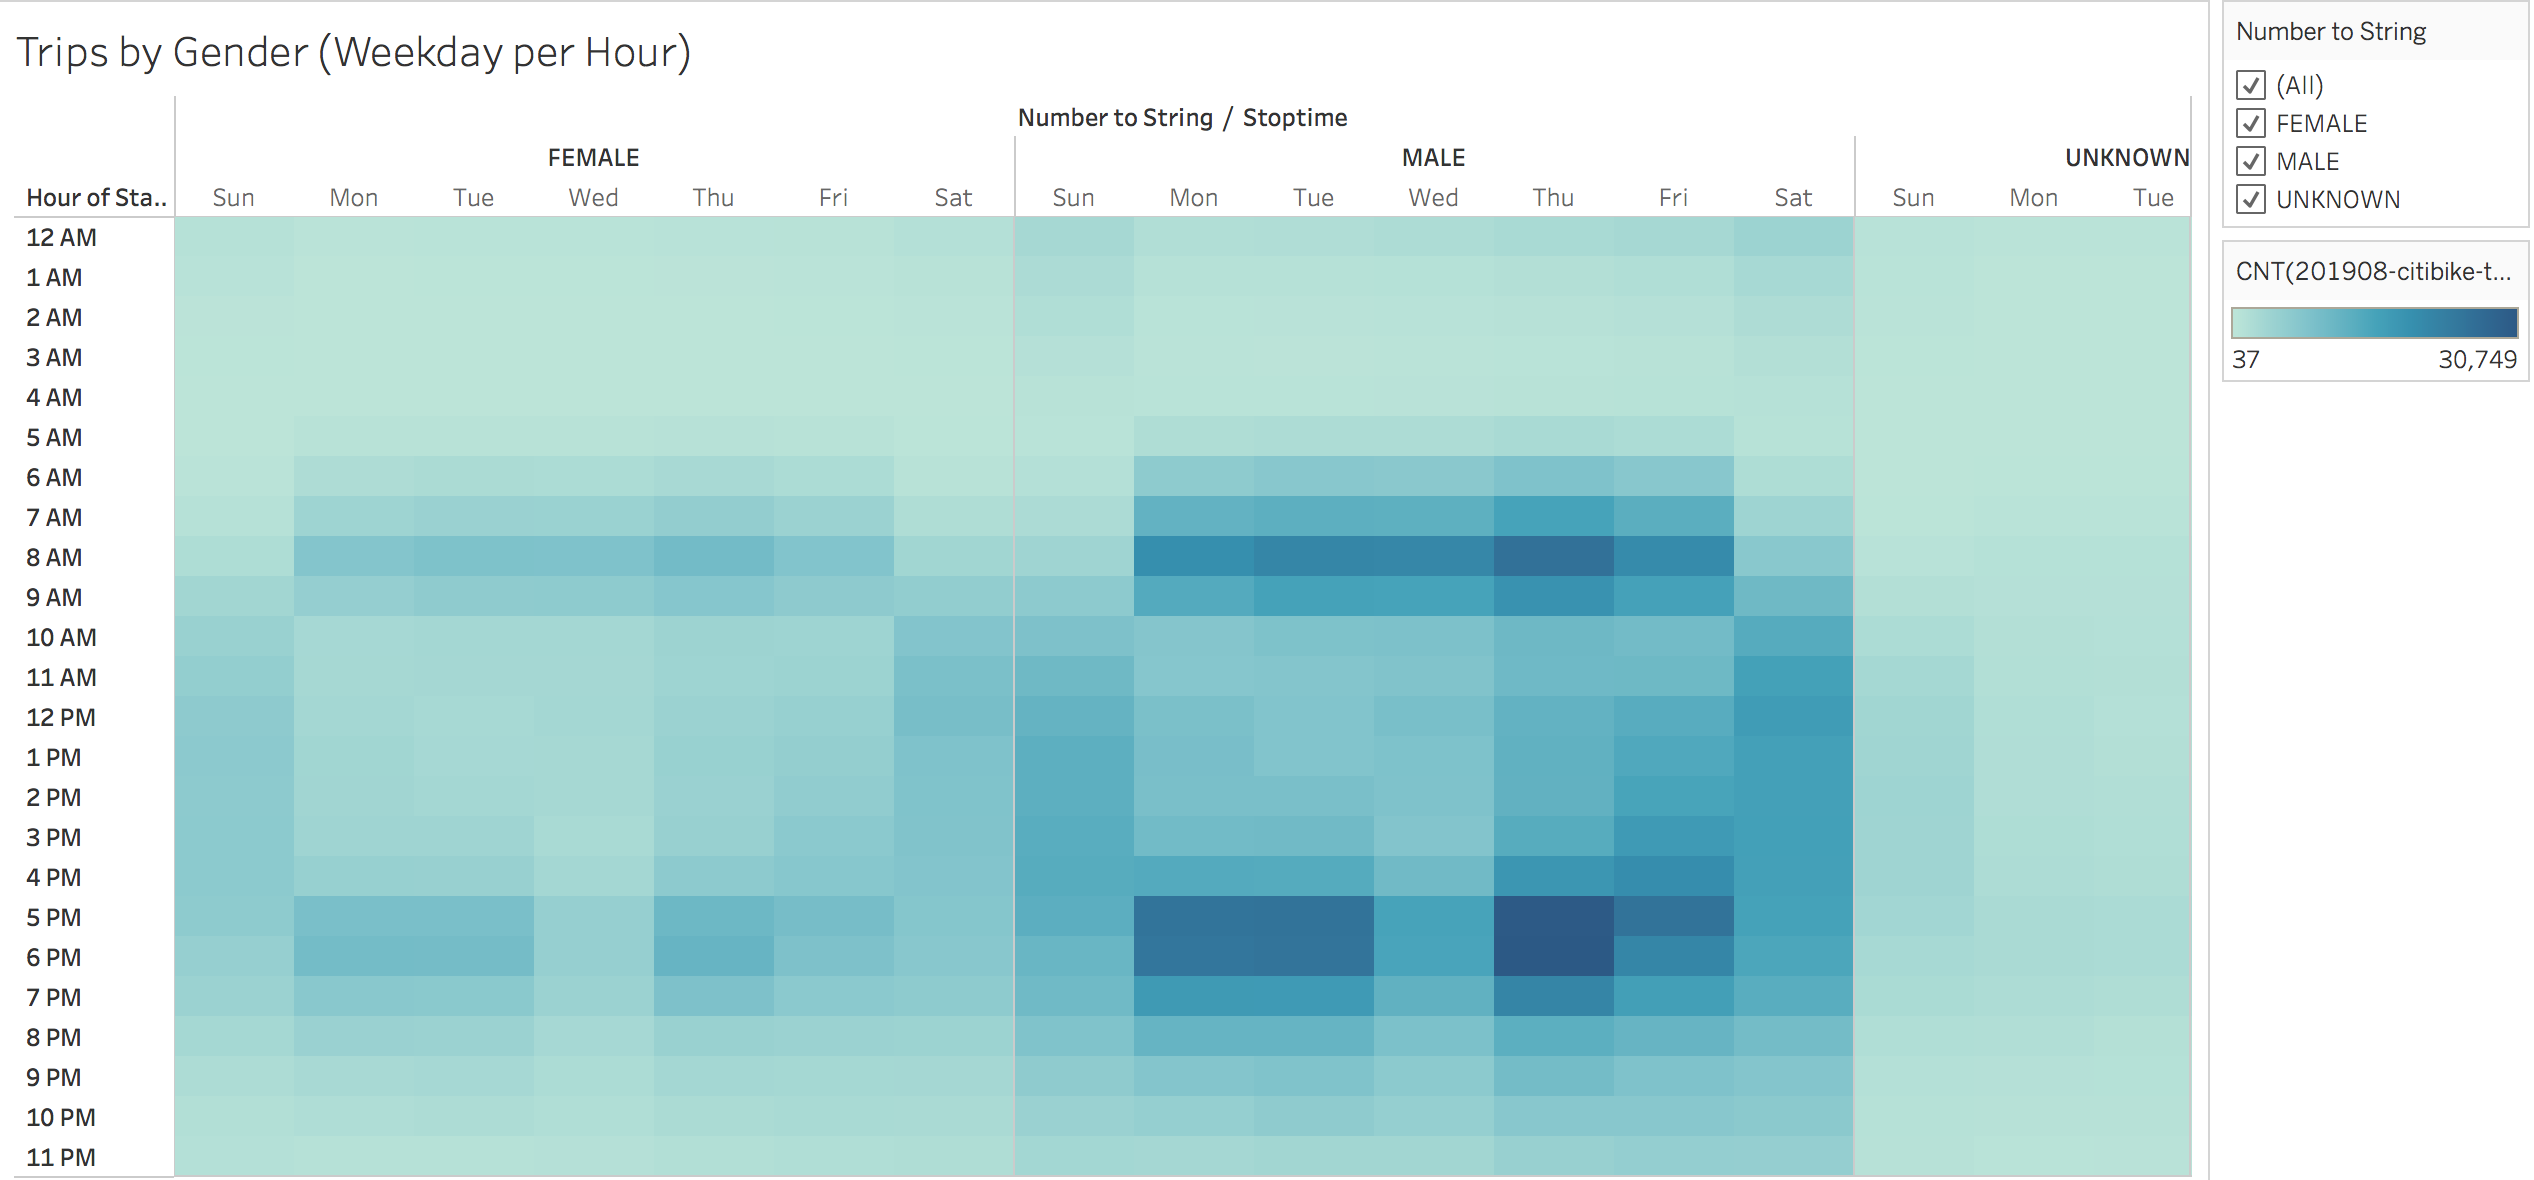 Trips by Gender (Weekday per Hour)
Number to String / Stoptime
FEMALE MALE UNKNOWN
Hour of Sta.. Sun Mon Tue Wed Thu Fri Sat Sun Mon Tue Wed Thu Fri Sat Sun Mon Tue
12 AM
1 AM
2 AM
3 AM
4 AM
5 AM
6 AM
7 AM
8 AM
9 AM
10 AM
11 AM
12 PM
1 PM
2 PM
3 PM
4 PM
5 PM
6 PM
7 PM
8 PM
9 PM
10 PM
11 PM
Number to String
(All)
FEMALE
MALE
UNKNOWN
CNT(201908-citibike-t...
37 30,749